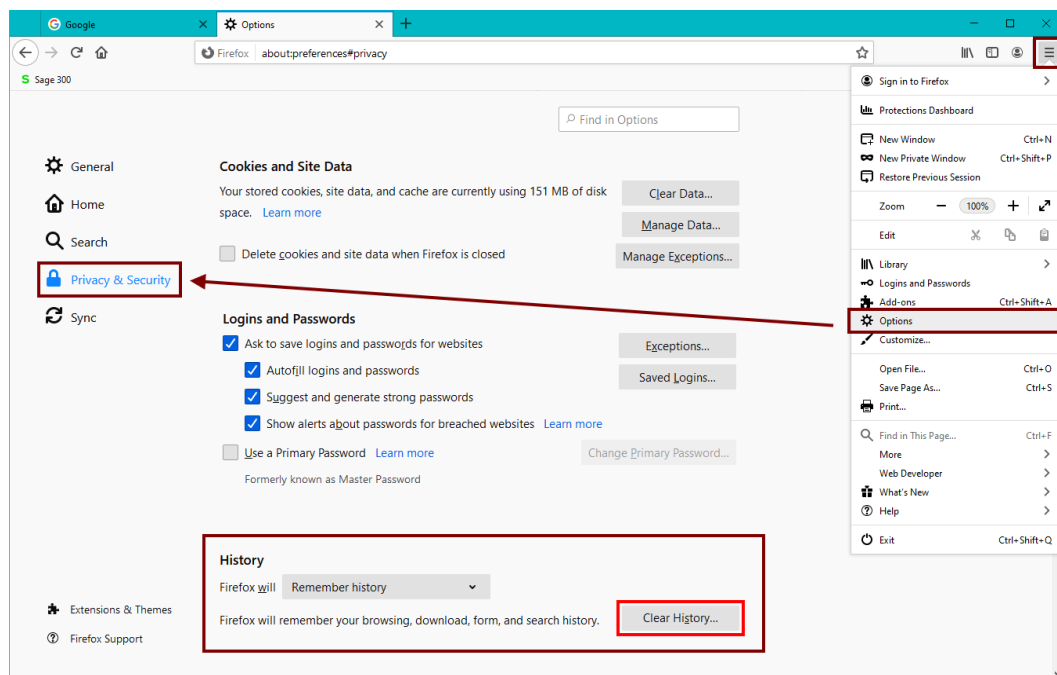 Google
Options
Firefox about:preferences#privacy
S Sage 300
Find in Options
General
Home
Search
Privacy & Security
Sync
Extensions & Themes
Firefox Support
Cookies and Site Data
Your stored cookies, site data, and cache are currently using 151 MB of disk
space. Learn more
Clear Data...
Manage Data...
Delete cookies and site data when Firefox is closed
Manage Exceptions...
Logins and Passwords
Ask to save logins and passwords for websites
Exceptions...
Autofill logins and passwords
Saved Logins...
Suggest and generate strong passwords
Show alerts about passwords for breached websites Learn more
Use a Primary Password Learn more
Change Primary Password...
Formerly known as Master Password
History
Firefox will Remember history
Firefox will remember your browsing, download, form, and search history.
Clear History...
Sign in to Firefox
Protections Dashboard
New Window Ctrl+N
New Private Window Ctrl+Shift+P
Restore Previous Session
Zoom 100%
Edit
Library
Logins and Passwords
Add-ons Ctrl+Shift+A
Options
Customize...
Open File... Ctrl+O
Save Page As... Ctrl+S
Print...
Find in This Page... Ctrl+F
More
Web Developer
What's New
Help
Exit Ctrl+Shift+Q